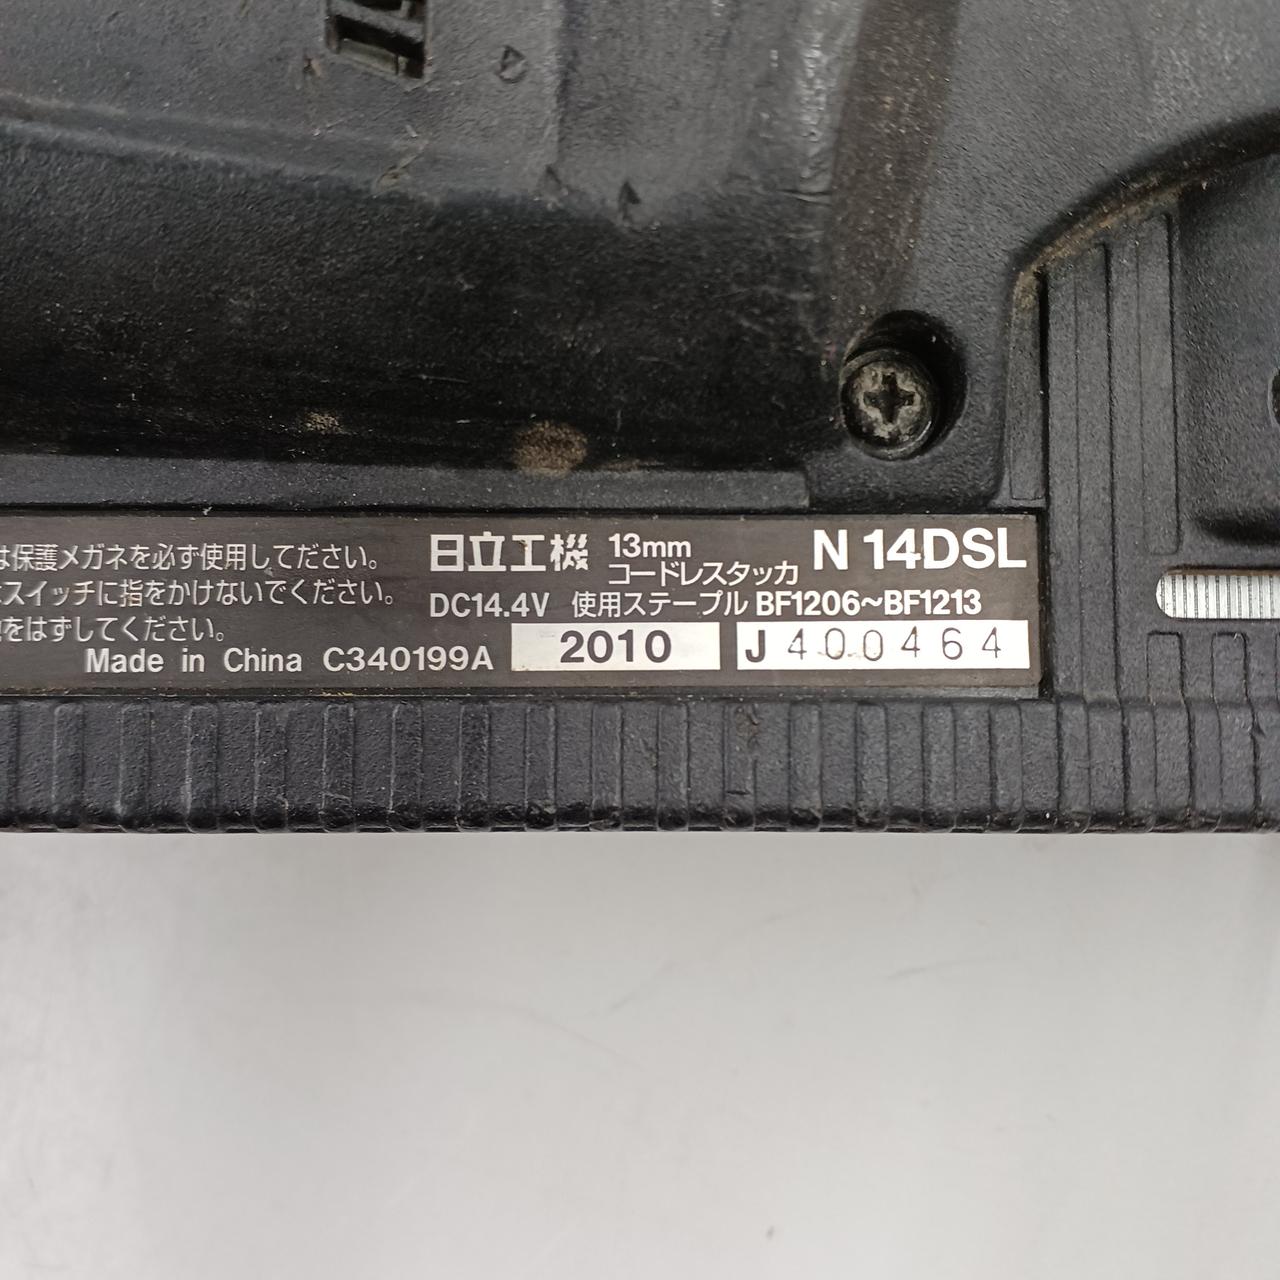 は保護メガネを必ず使用してださい。
スイッチに指をかけないでください。
をはずしてください。
日立工機 13mm コードレスタッカ N 14DSL
DC14.4V 使用ステープル BF1206～BF1213
Made in China C340199A 2010 J400464